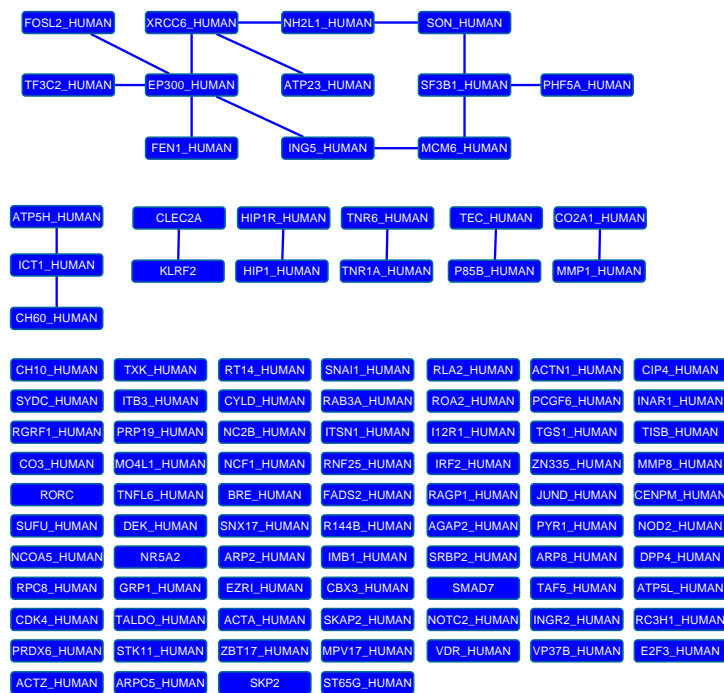 FOSL2_HUMAN XRCC6_HUMAN NH2L1_HUMAN SON_HUMAN
TF3C2_HUMAN EP300_HUMAN ATP23_HUMAN SF3B1_HUMAN PHF5A_HUMAN
FEN1_HUMAN ING5_HUMAN MCM6_HUMAN
ATP5H_HUMAN CLEC2A HIP1R_HUMAN TNR6_HUMAN TEC_HUMAN CO2A1_HUMAN
ICT1_HUMAN KLRF2 HIP1_HUMAN TNR1A_HUMAN P85B_HUMAN MMP1_HUMAN
CH60_HUMAN
CH10_HUMAN TXK_HUMAN RT14_HUMAN SNAI1_HUMAN RLA2_HUMAN ACTN1_HUMAN CIP4_HUMAN
SYDC_HUMAN ITB3_HUMAN CYLD_HUMAN RAB3A_HUMAN ROA2_HUMAN PCGF6_HUMAN INAR1_HUMAN
RGRF1_HUMAN PRP19_HUMAN NC2B_HUMAN ITSN1_HUMAN I12R1_HUMAN TGS1_HUMAN TISB_HUMAN
CO3_HUMAN MO4L1_HUMAN NCF1_HUMAN RNF25_HUMAN IRF2_HUMAN ZN335_HUMAN MMP8_HUMAN
RORC TNFL6_HUMAN BRE_HUMAN FADS2_HUMAN RAGP1_HUMAN JUND_HUMAN CENPM_HUMAN
SUFU_HUMAN DEK_HUMAN SNX17_HUMAN R144B_HUMAN AGAP2_HUMAN PYR1_HUMAN NOD2_HUMAN
NCOA5_HUMAN NR5A2 ARP2_HUMAN IMB1_HUMAN SRBP2_HUMAN ARP8_HUMAN DPP4_HUMAN
RPC8_HUMAN GRP1_HUMAN EZRI_HUMAN CBX3_HUMAN SMAD7 TAF5_HUMAN ATP5L_HUMAN
CDK4_HUMAN TALDO_HUMAN ACTA_HUMAN SKAP2_HUMAN NOTC2_HUMAN INGR2_HUMAN RC3H1_HUMAN
PRDX6_HUMAN STK11_HUMAN ZBT17_HUMAN MPV17_HUMAN VDR_HUMAN VP37B_HUMAN E2F3_HUMAN
ACTZ_HUMAN ARPC5_HUMAN SKP2 ST65G_HUMAN